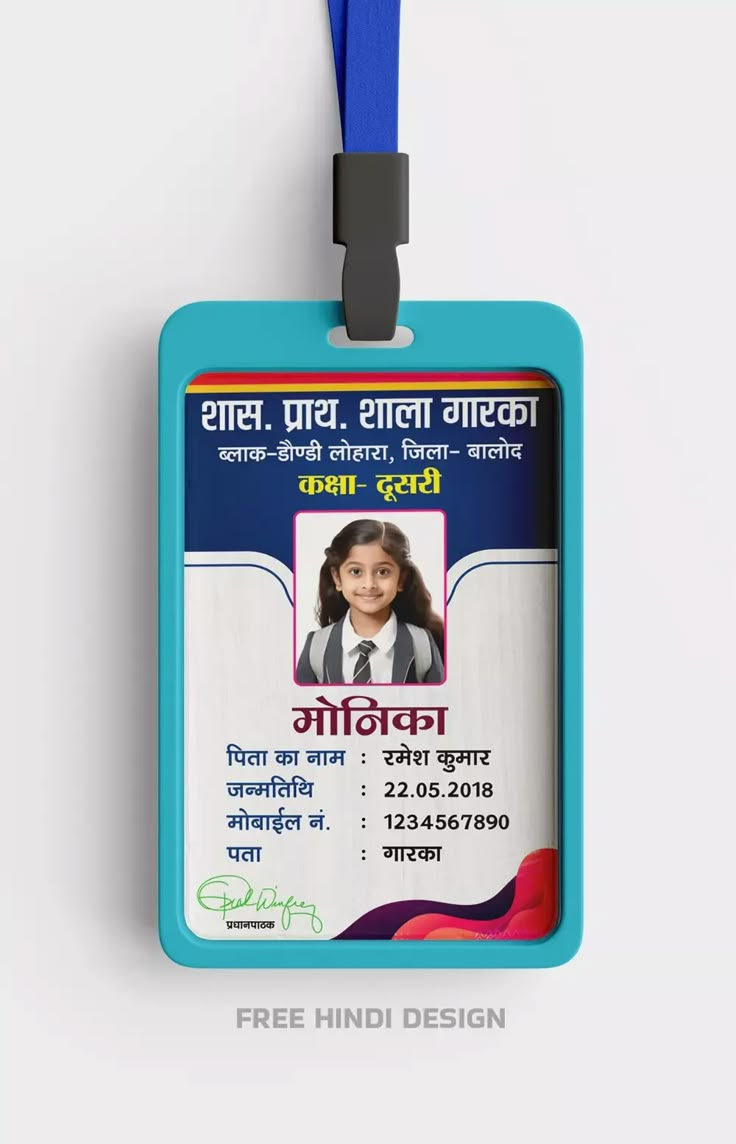 शास. प्राथ. शाला गारका
ब्लाक-डौण्डी लोहारा, जिला- बालोद
कक्षा- दूसरी
मोनिका
पिता का नाम : रमेश कुमार
जन्मतिथि : 22.05.2018
मोबाईल नं. : 1234567890
पता : गारका
प्रधानपाठक
FREE HINDI DESIGN